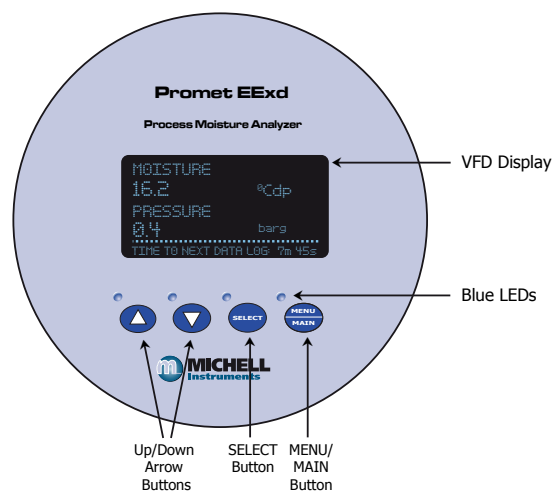 Promet EExd
Process Moisture Analyzer
MOISTURE
16.2 ºCdp
PRESSURE
0.4 barg
TIME TO NEXT DATA LOG: 7m 45s
VFD Display
Blue LEDs
SELECT
MENU
MAIN
MICHELL
Instruments
Up/Down
Arrow
Buttons
SELECT
Button
MENU/
MAIN
Button